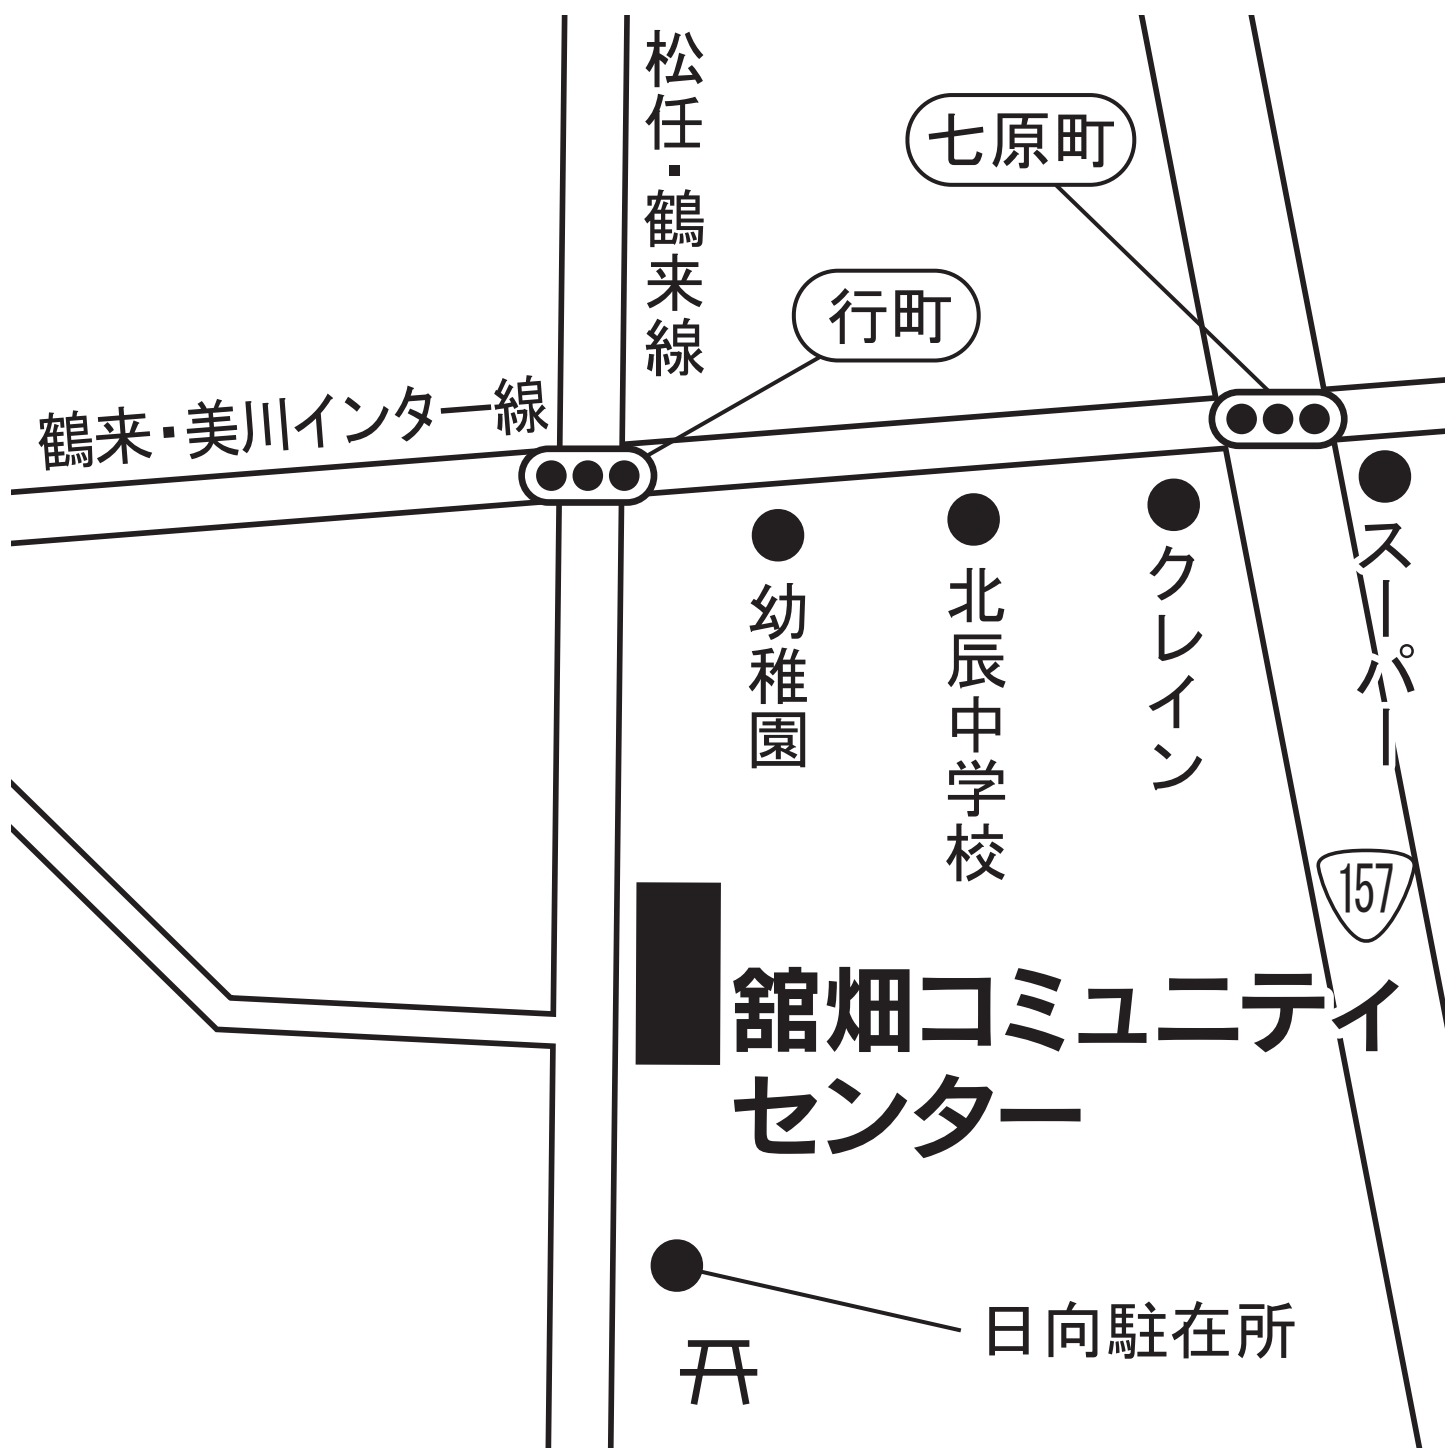 松任・鶴来線
七原町
行町
鶴来・美川インター線
幼稚園
北辰中学校
クレイン
スーパー
157
舘畑コミュニティ
センター
日向駐在所